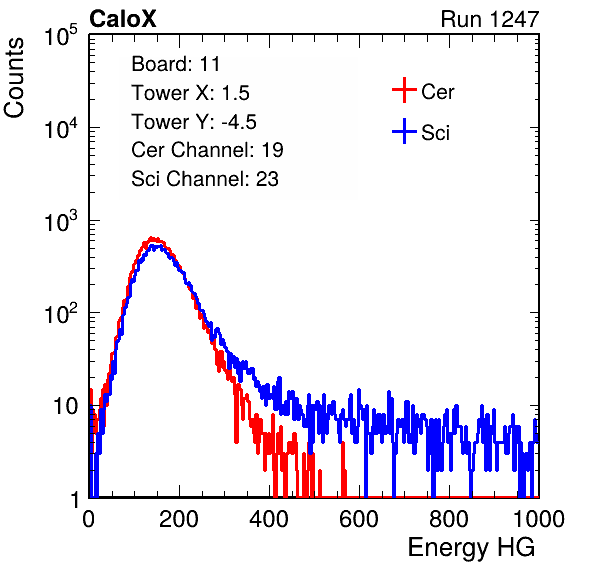 CaloX Run 1247
Counts
10^5
10^4
10^3
10^2
10
1
Board: 11
Tower X: 1.5
Tower Y: -4.5
Cer Channel: 19
Sci Channel: 23
Cer
Sci
0 200 400 600 800 1000
Energy HG